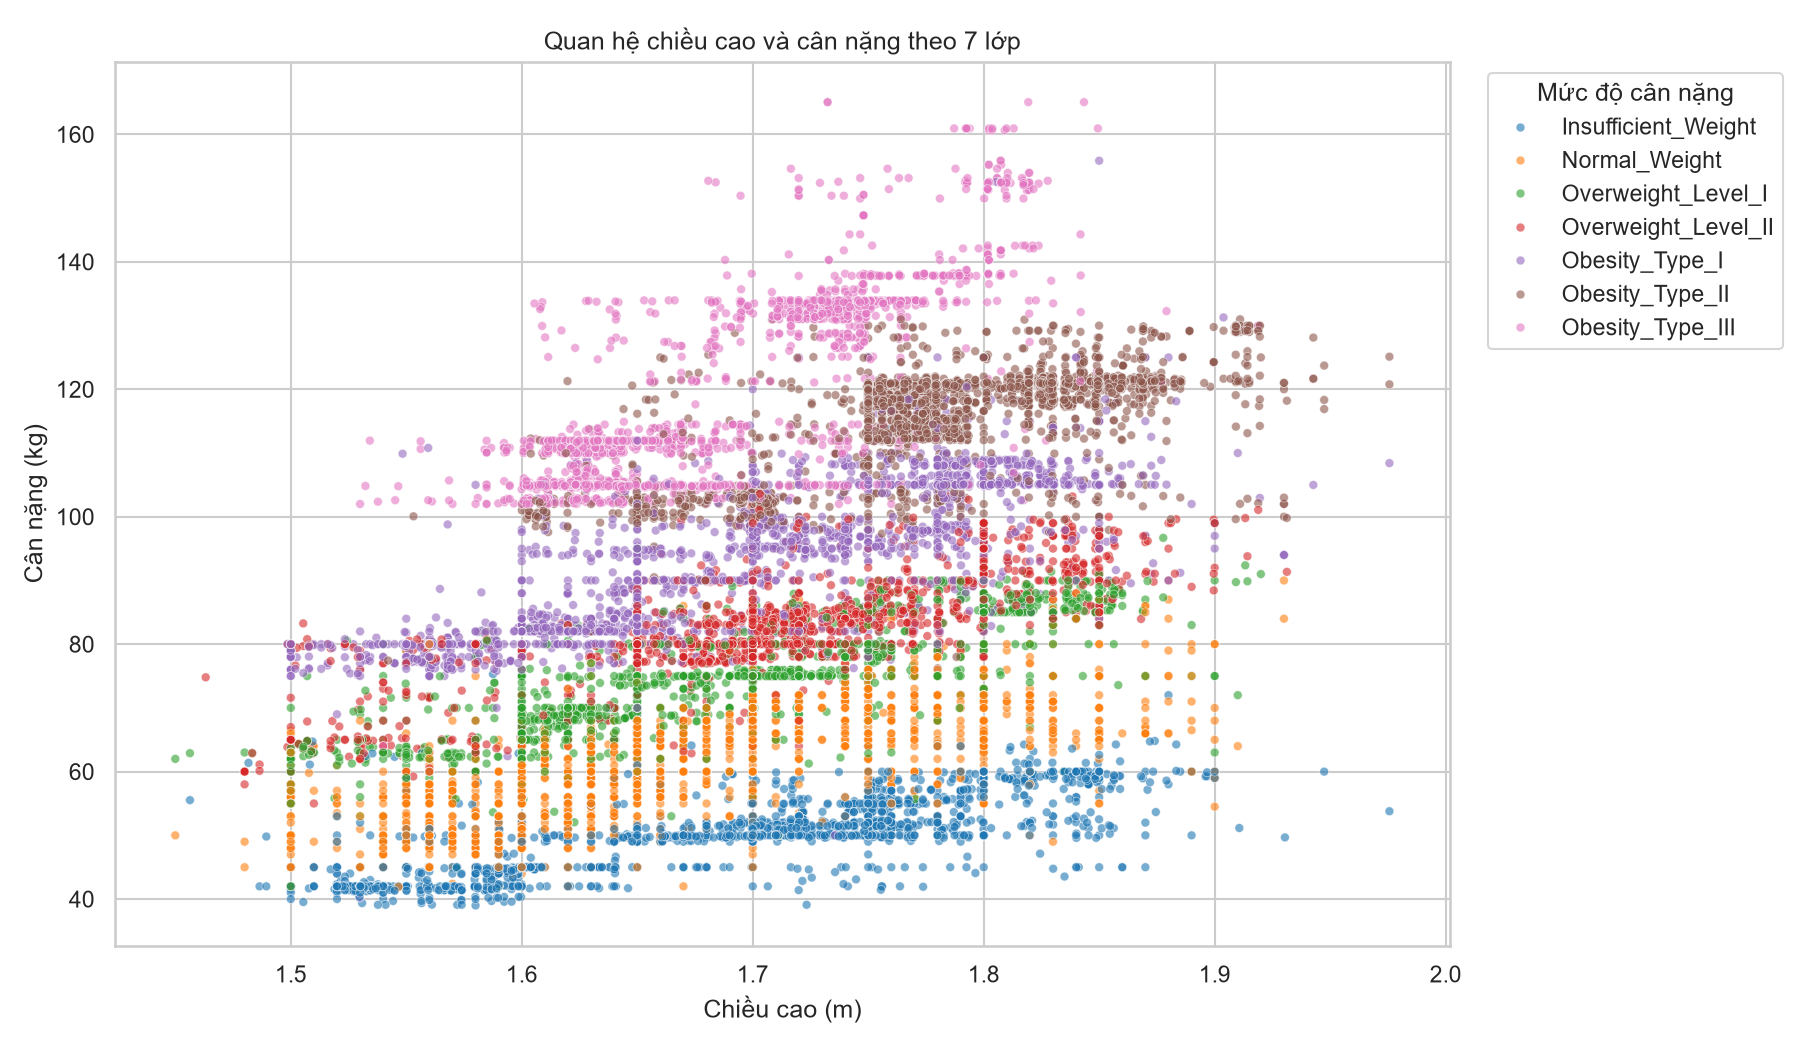 Quan hệ chiều cao và cân nặng theo 7 lớp
Mức độ cân nặng
Insufficient_Weight
Normal_Weight
Overweight_Level_I
Overweight_Level_II
Obesity_Type_I
Obesity_Type_II
Obesity_Type_III
Cân nặng (kg)
160
140
120
100
80
60
40
1.5 1.6 1.7 1.8 1.9 2.0
Chiều cao (m)